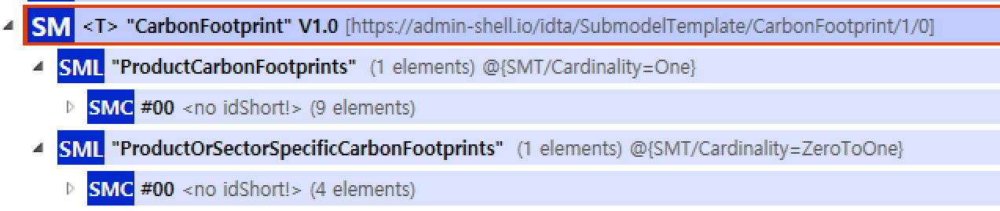 SM <T> "CarbonFootprint" V1.0 [https://admin-shell.io/idta/SubmodelTemplate/CarbonFootprint/1/0]
SML "ProductCarbonFootprints" (1 elements) @{SMT/Cardinality=One}
SMC #00 <no idShort!> (9 elements)
SML "ProductOrSectorSpecificCarbonFootprints" (1 elements) @{SMT/Cardinality=ZeroToOne}
SMC #00 <no idShort!> (4 elements)